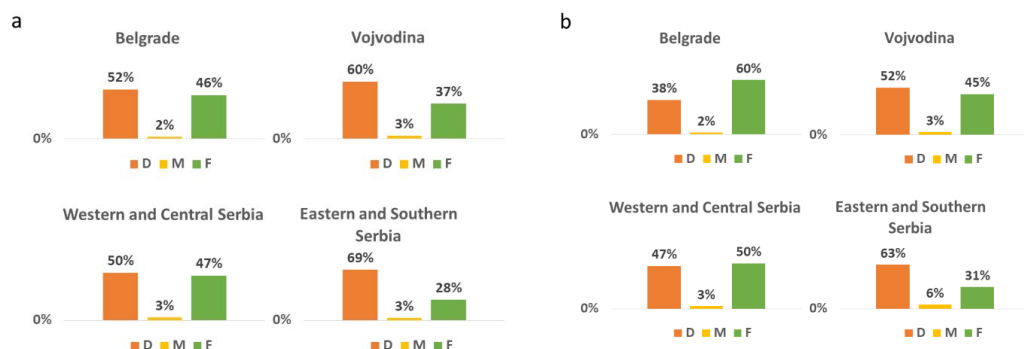 a
Belgrade
52%
2%
46%
0%
D M F
Vojvodina
60%
3%
37%
0%
D M F
Western and Central Serbia
50%
3%
47%
0%
D M F
Eastern and Southern
Serbia
69%
3%
28%
0%
D M F
b
Belgrade
38%
2%
60%
0%
D M F
Vojvodina
52%
3%
45%
0%
D M F
Western and Central Serbia
47%
3%
50%
0%
D M F
Eastern and Southern
Serbia
63%
6%
31%
0%
D M F